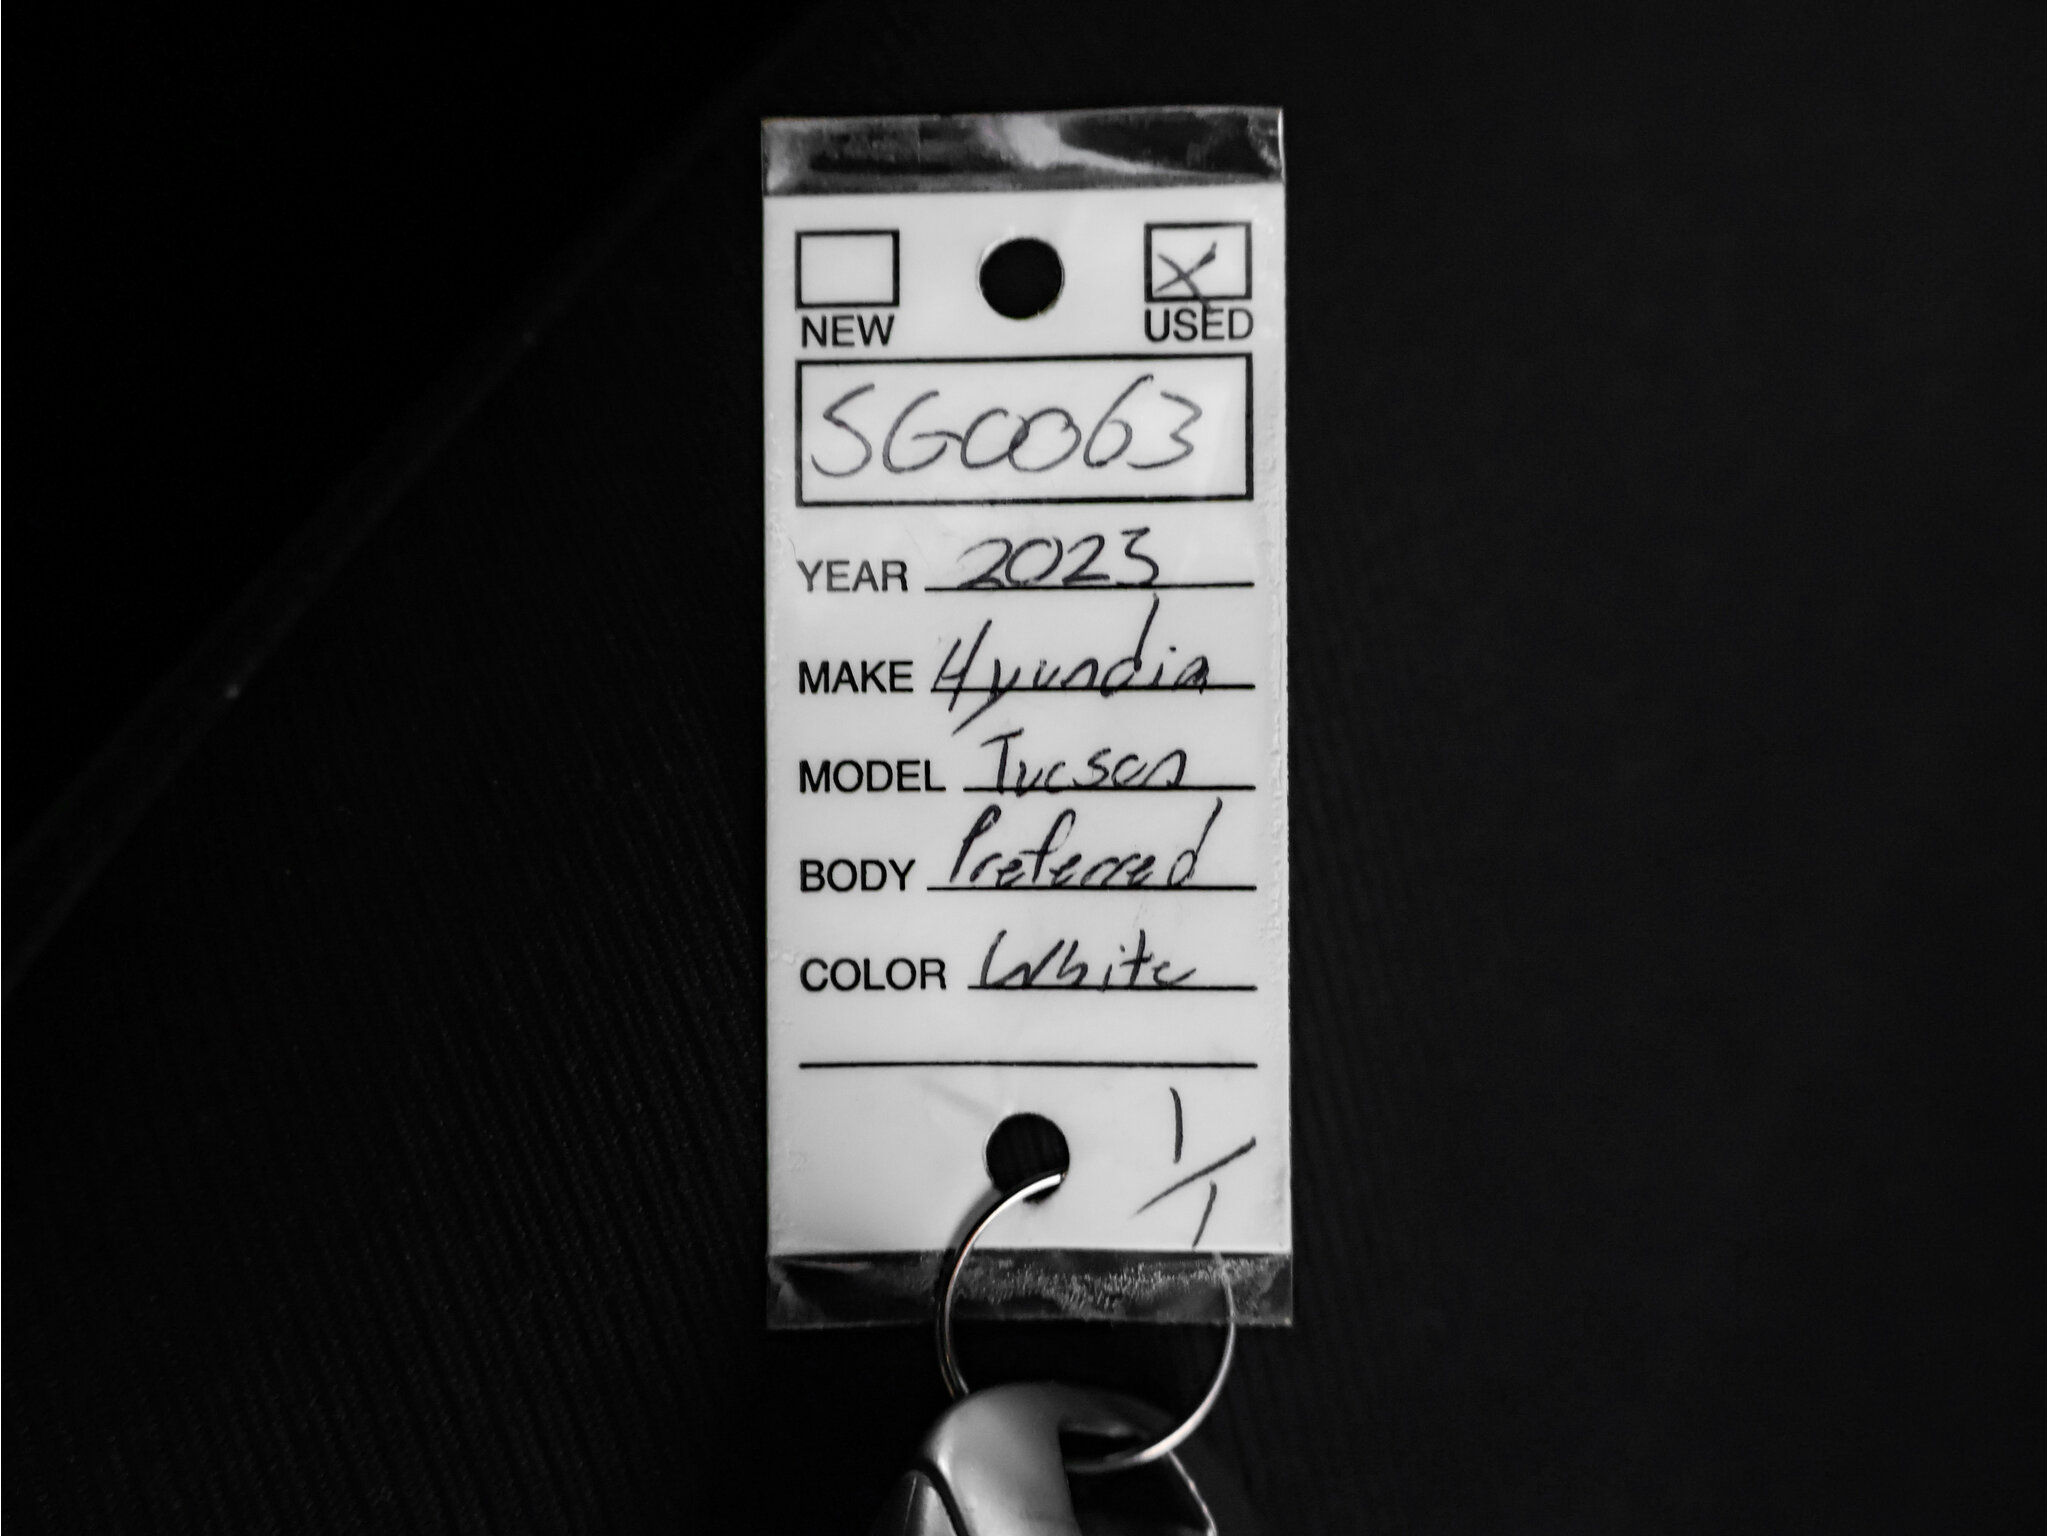 NEW USED
SG0063
YEAR 2023
MAKE Hyundia
MODEL Tucson
BODY Preferred
COLOR White
1/1